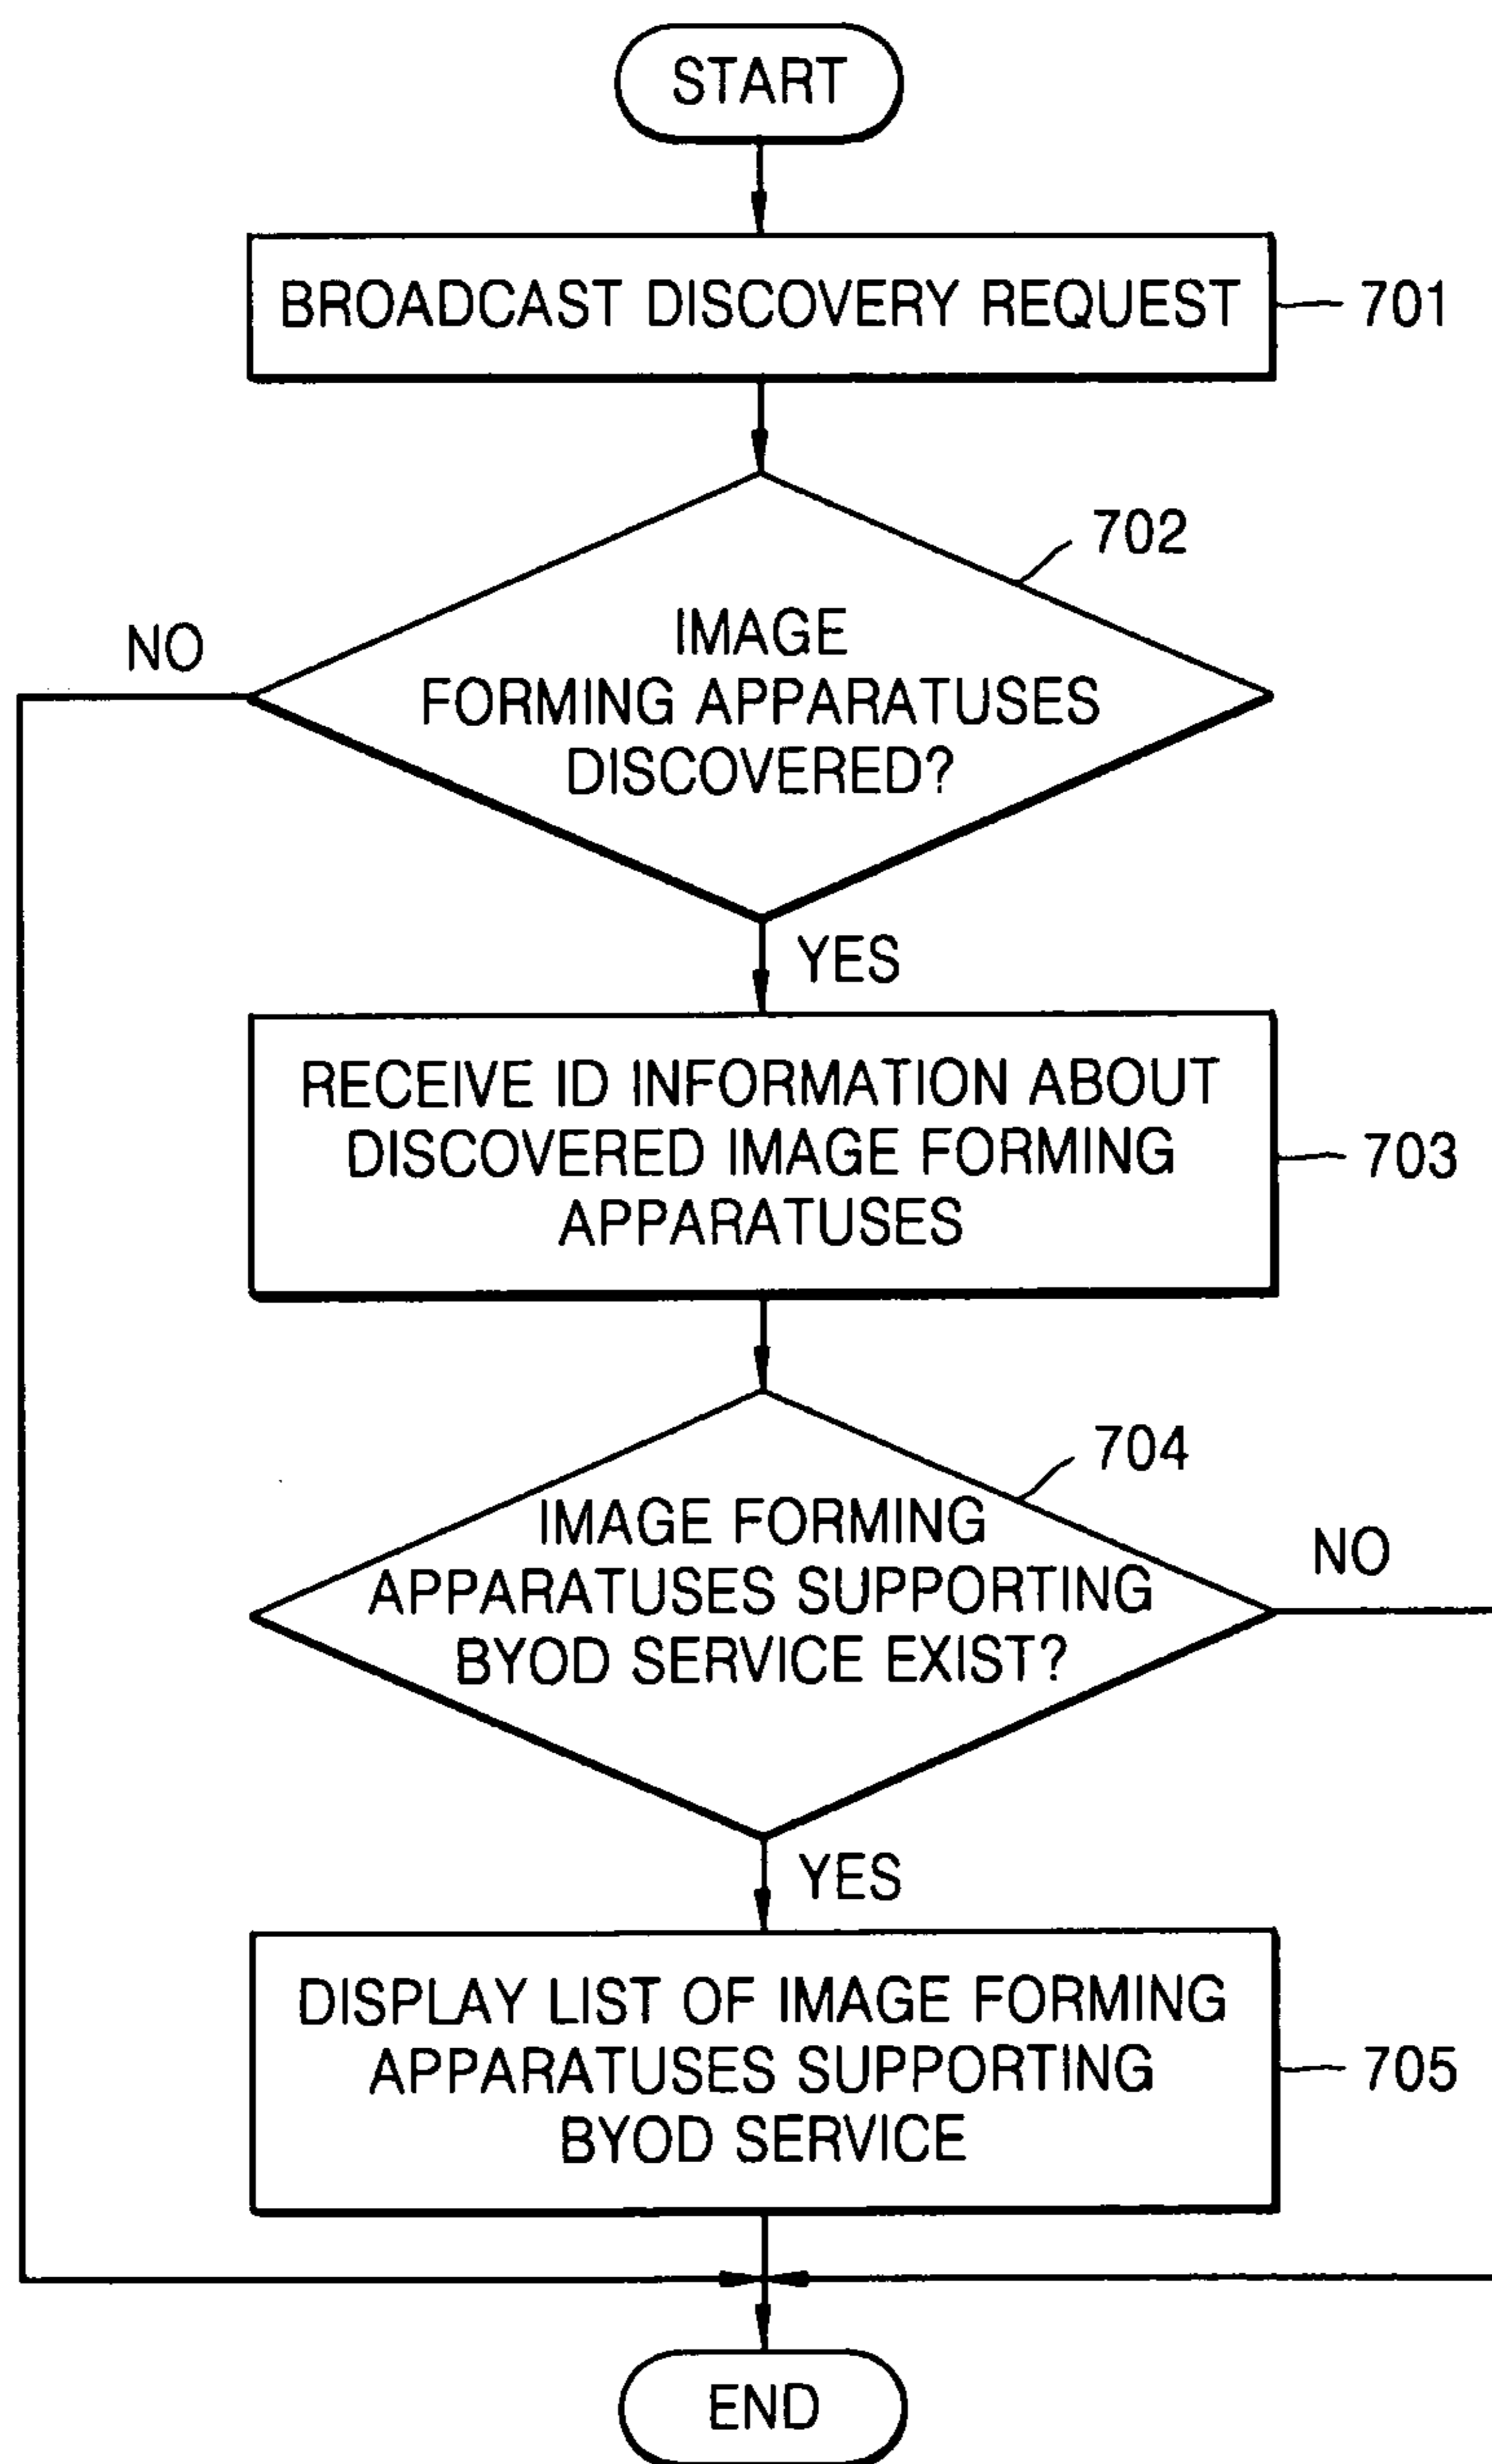 START
BROADCAST DISCOVERY REQUEST
701
702
IMAGE
FORMING APPARATUSES
DISCOVERED?
NO
YES
RECEIVE ID INFORMATION ABOUT
DISCOVERED IMAGE FORMING
APPARATUSES
703
704
IMAGE FORMING
APPARATUSES SUPPORTING
BYOD SERVICE EXIST?
NO
YES
DISPLAY LIST OF IMAGE FORMING
APPARATUSES SUPPORTING
BYOD SERVICE
705
END